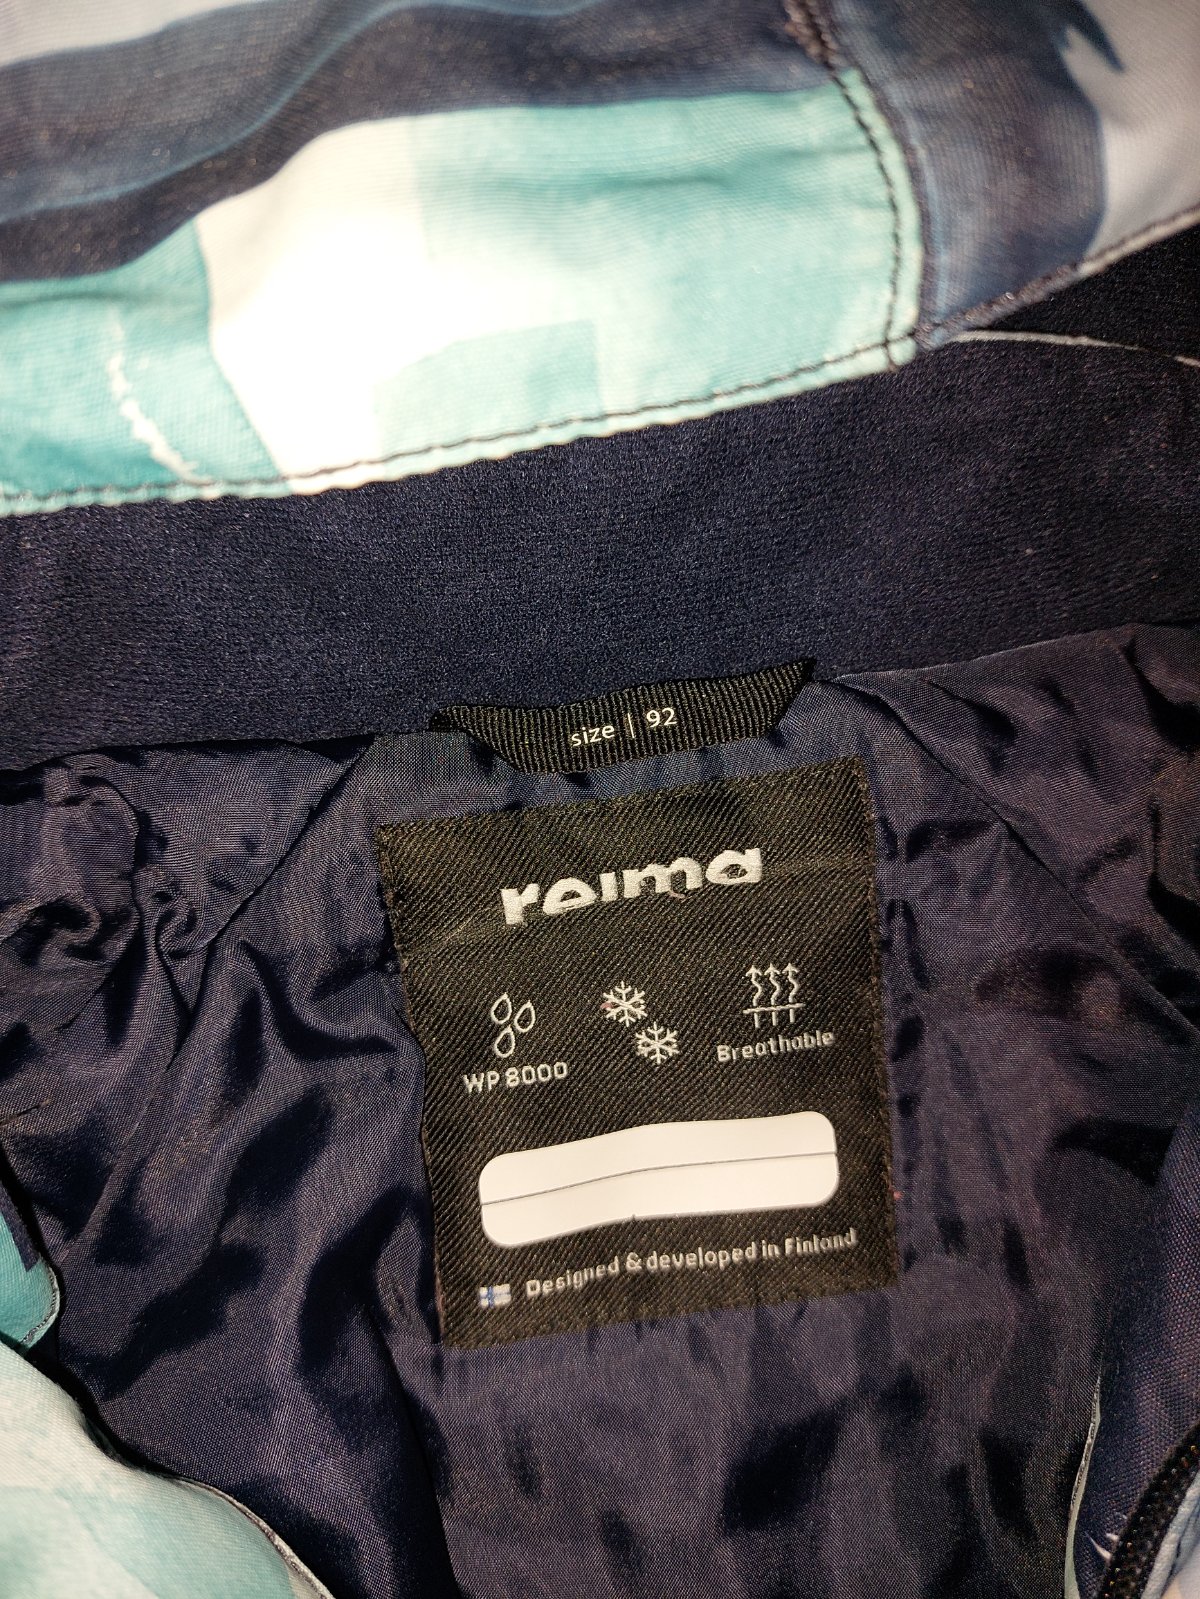 size | 92
reima
WP 8000
Breathable
Designed & developed in Finland